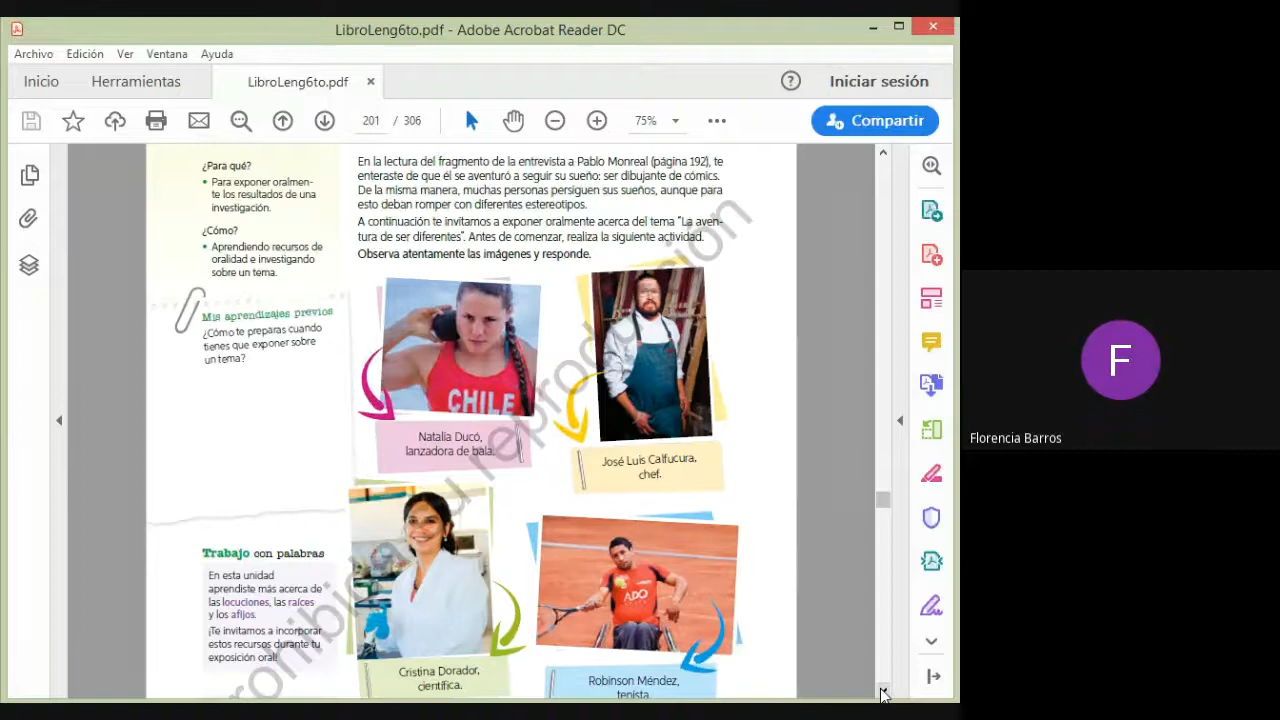 LibroLeng6to.pdf - Adobe Acrobat Reader DC
Archivo Edición Ver Ventana Ayuda
Inicio Herramientas LibroLeng6to.pdf × ? Iniciar sesión
201 / 306 75% Compartir
¿Para qué?
• Para exponer oralmen-
te los resultados de una
investigación.
¿Cómo?
• Aprendiendo recursos de
oralidad e investigando
sobre un tema.
Mis aprendizajes previos
¿Cómo te preparas cuando
tienes que exponer sobre
un tema?
Trabajo con palabras
En esta unidad
aprendiste más acerca de
las locuciones, las raíces
y los afijos.
¡Te invitamos a incorporar
estos recursos durante tu
exposición oral!
En la lectura del fragmento de la entrevista a Pablo Monreal (página 192), te
enteraste de que él se aventuró a seguir su sueño: ser dibujante de cómics.
De la misma manera, muchas personas persiguen sus sueños, aunque para
esto deban romper con diferentes estereotipos.
A continuación te invitamos a exponer oralmente acerca del tema "La aven-
tura de ser diferentes". Antes de comenzar, realiza la siguiente actividad.
Observa atentamente las imágenes y responde.
CHILE
Natalia Ducó,
lanzadora de bala.
José Luis Calfucura,
chef.
Cristina Dorador,
científica.
ADO
Robinson Méndez,
tenista.
prohibida su reproducción
F
Florencia Barros